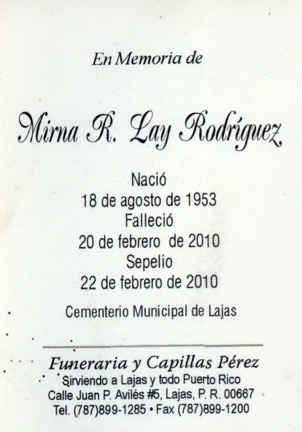 En Memoria de
Mirna R. Lay Rodríguez
Nació
18 de agosto de 1953
Falleció
20 de febrero de 2010
Sepelio
22 de febrero de 2010
Cementerio Municipal de Lajas
Funeraria y Capillas Pérez
Sirviendo a Lajas y todo Puerto Rico
Calle Juan P. Avilés #5, Lajas, P. R. 00667
Tel. (787)899-1285 • Fax (787)899-1200